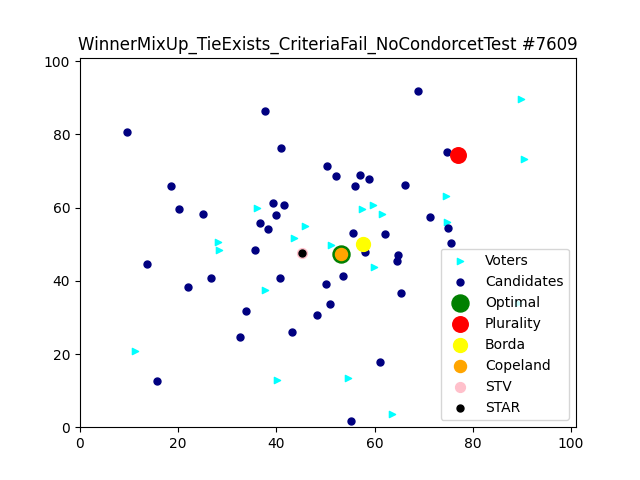 WinnerMixUp_TieExists_CriteriaFail_NoCondorcetTest #7609
100
80
60
40
20
0
0 20 40 60 80 100
Voters
Candidates
Optimal
Plurality
Borda
Copeland
STV
STAR